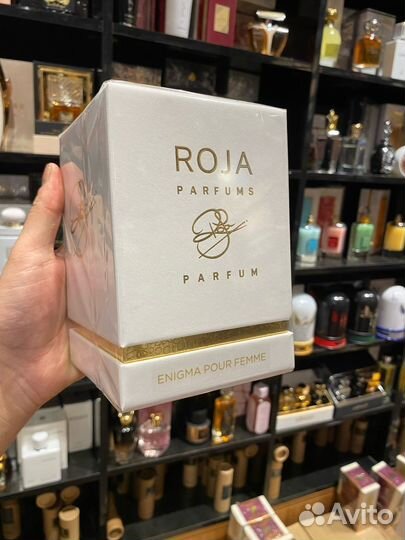 ROJA
PARFUMS
PARFUM
ENIGMA POUR FEMME
Avito